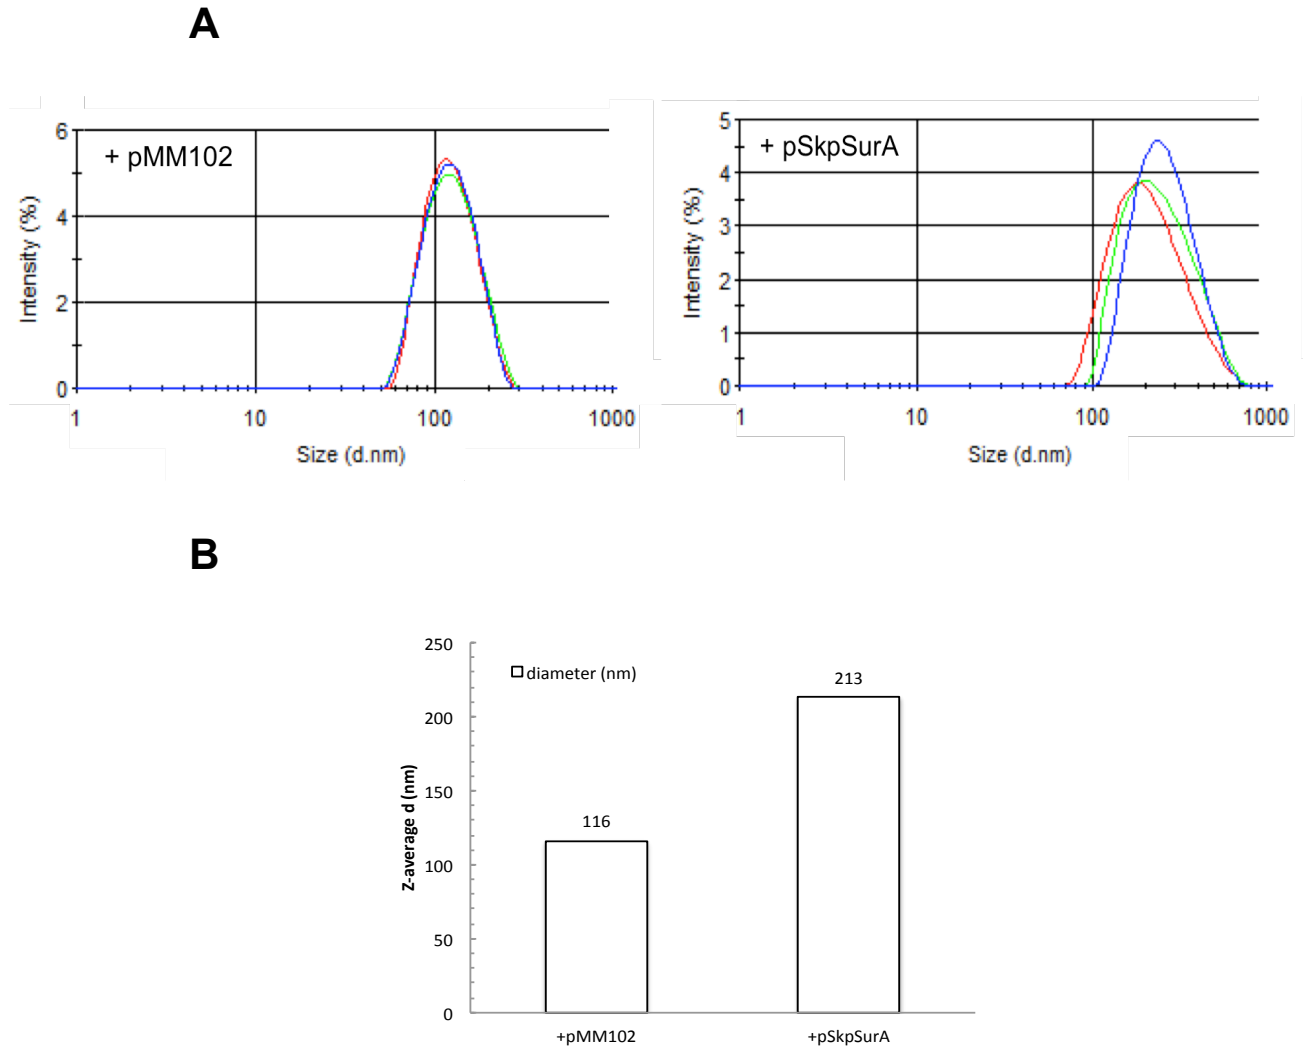 A
+ pMM102
6
4
2
0
Intensity (%)
1 10 100 1000
Size (d.nm)
+ pSkpSurA
5
4
3
2
1
0
Intensity (%)
1 10 100 1000
Size (d.nm)
B
250
200
150
100
50
0
Z-average d (nm)
diameter (nm)
116
213
+pMM102 +pSkpSurA